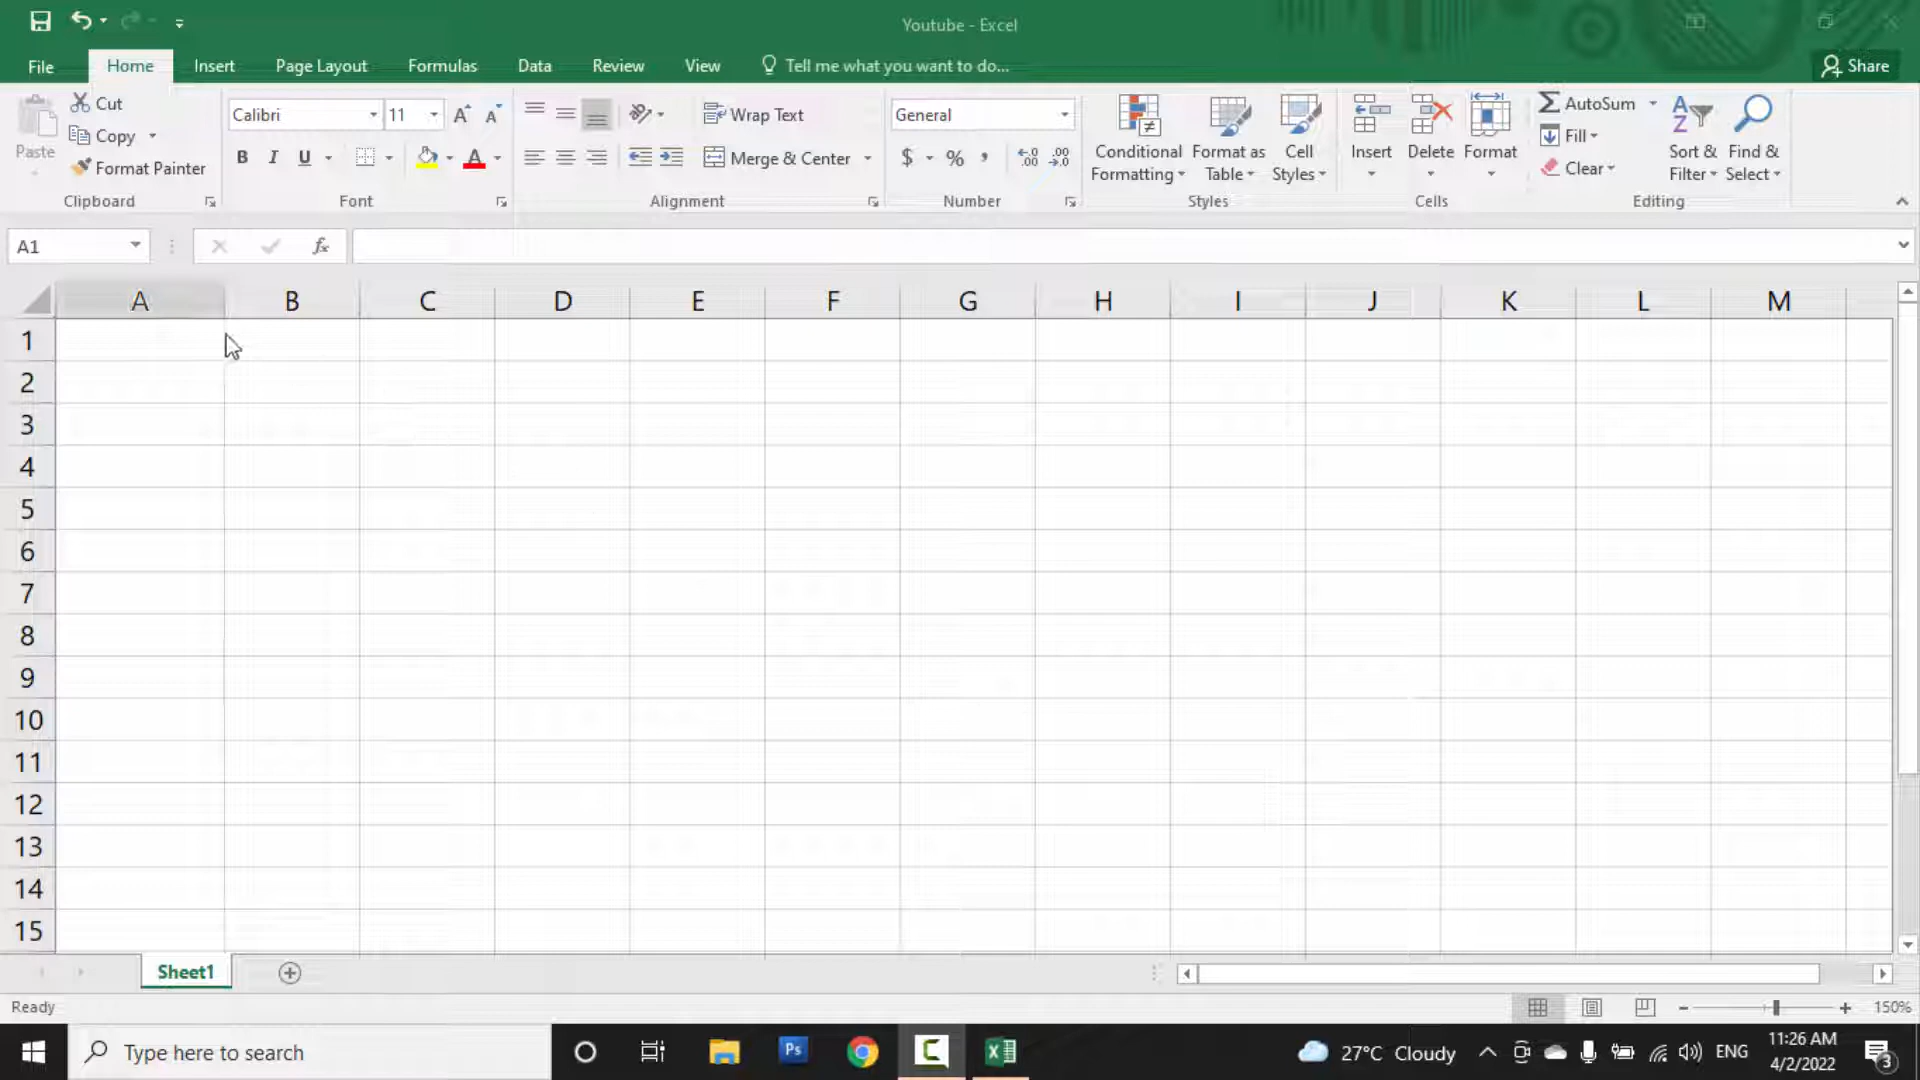 Youtube - Excel
File Home Insert Page Layout Formulas Data Review View Tell me what you want to do... Share
Paste
Cut
Copy
Format Painter
Clipboard
Calibri 11
B I U
Font
Wrap Text
Merge & Center
Alignment
General
$ % ,
Number
Conditional Formatting
Format as Table
Cell Styles
Styles
Insert
Delete
Format
Cells
AutoSum
Fill
Clear
Sort & Filter
Find & Select
Editing
A1 fx
A B C D E F G H I J K L M
1
2
3
4
5
6
7
8
9
10
11
12
13
14
15
Sheet1
Ready 150%
Type here to search
Ps
27°C Cloudy ENG
11:26 AM
4/2/2022
3